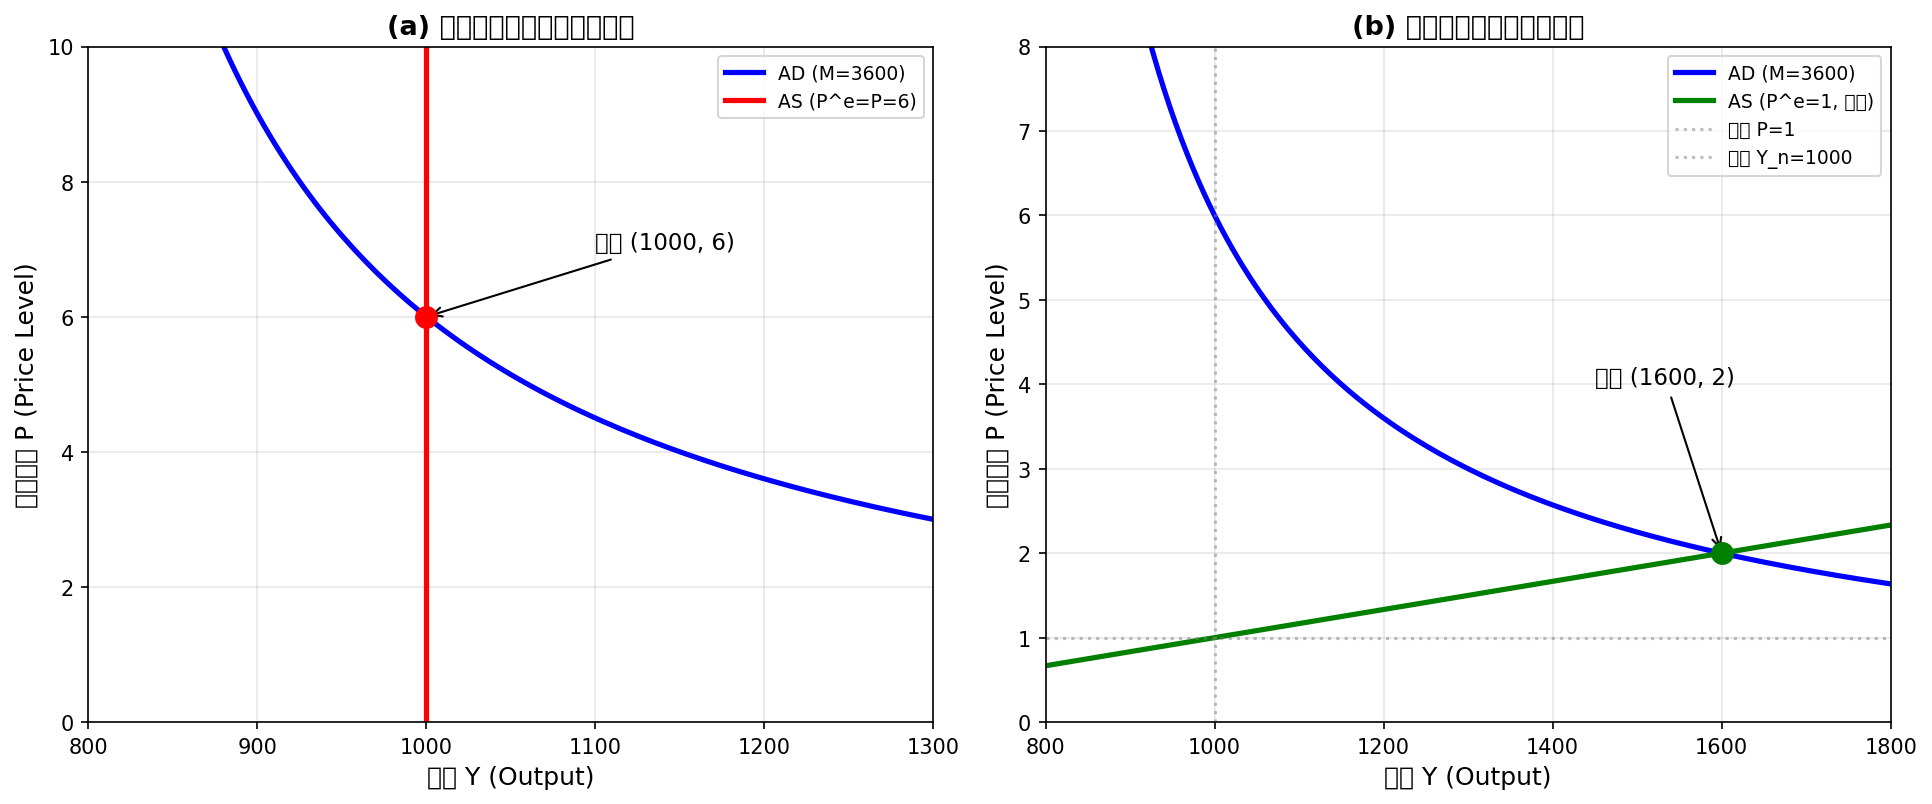 (a)
10
8
6
4
2
0
P (Price Level)
AD (M=3600)
AS (P^e=P=6)
(1000, 6)
800 900 1000 1100 1200 1300
Y (Output)
(b)
8
7
6
5
4
3
2
1
0
P (Price Level)
AD (M=3600)
AS (P^e=1, )
P=1
Y_n=1000
(1600, 2)
800 1000 1200 1400 1600 1800
Y (Output)